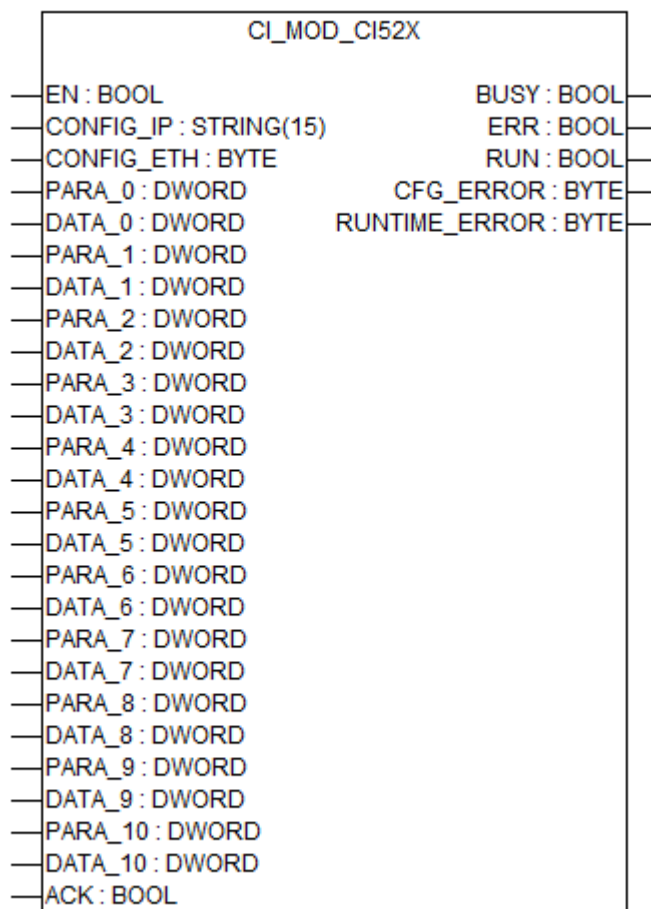 CI_MOD_CI52X
EN : BOOL BUSY : BOOL
CONFIG_IP : STRING(15) ERR : BOOL
CONFIG_ETH : BYTE RUN : BOOL
PARA_0 : DWORD CFG_ERROR : BYTE
DATA_0 : DWORD RUNTIME_ERROR : BYTE
PARA_1 : DWORD
DATA_1 : DWORD
PARA_2 : DWORD
DATA_2 : DWORD
PARA_3 : DWORD
DATA_3 : DWORD
PARA_4 : DWORD
DATA_4 : DWORD
PARA_5 : DWORD
DATA_5 : DWORD
PARA_6 : DWORD
DATA_6 : DWORD
PARA_7 : DWORD
DATA_7 : DWORD
PARA_8 : DWORD
DATA_8 : DWORD
PARA_9 : DWORD
DATA_9 : DWORD
PARA_10 : DWORD
DATA_10 : DWORD
ACK : BOOL